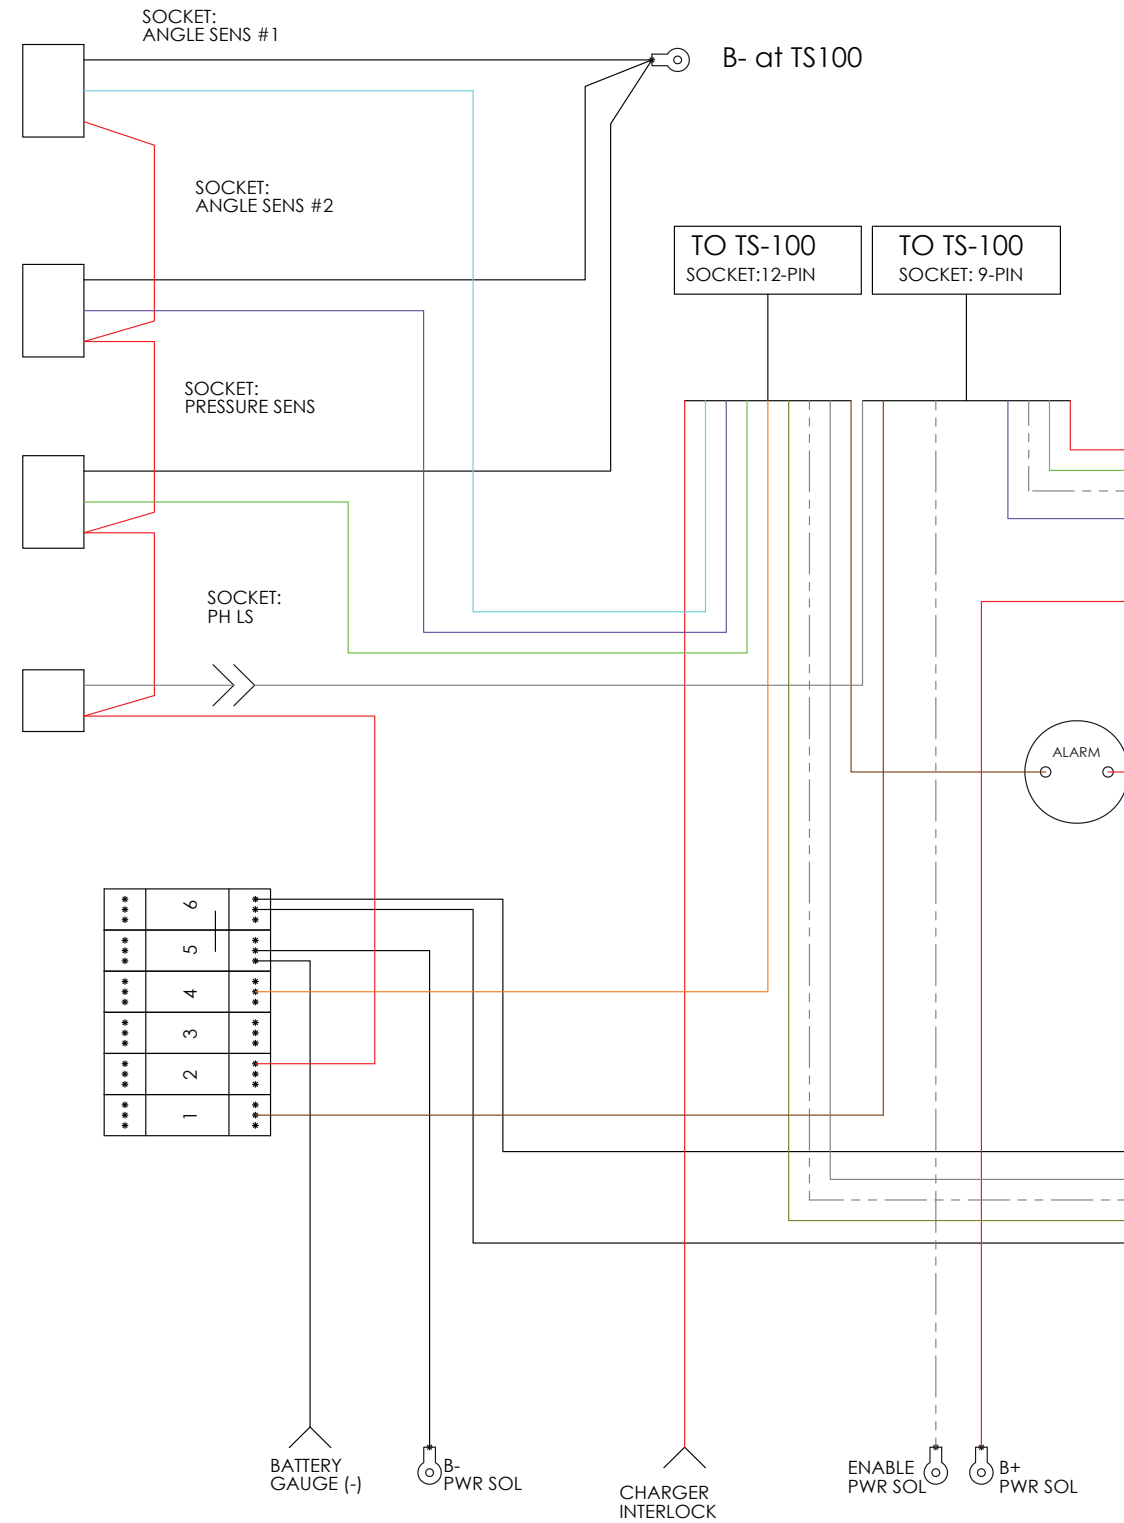 SOCKET:
ANGLE SENS #1
B- at TS100
SOCKET:
ANGLE SENS #2
TO TS-100
SOCKET:12-PIN
TO TS-100
SOCKET: 9-PIN
SOCKET:
PRESSURE SENS
SOCKET:
PH LS
ALARM
6
5
4
3
2
1
BATTERY
GAUGE (-)
B-
PWR SOL
CHARGER
INTERLOCK
ENABLE
PWR SOL
B+
PWR SOL